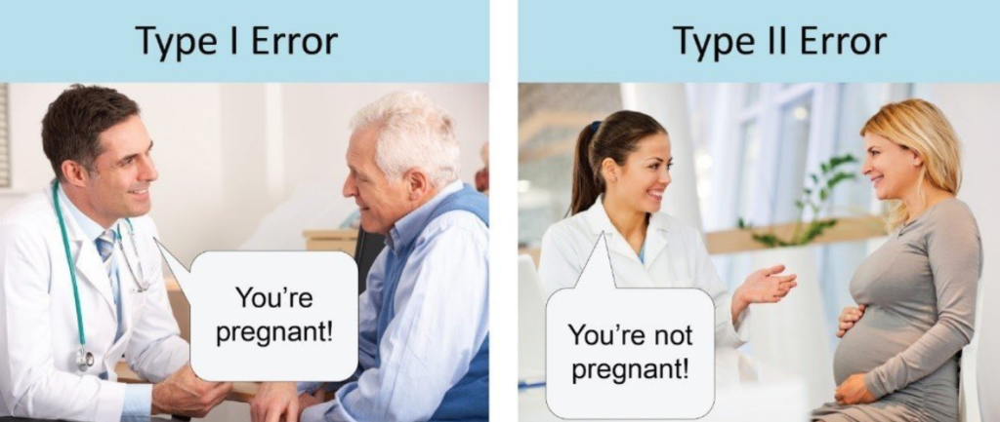 Type I Error
Type II Error
You're
pregnant!
You're not
pregnant!